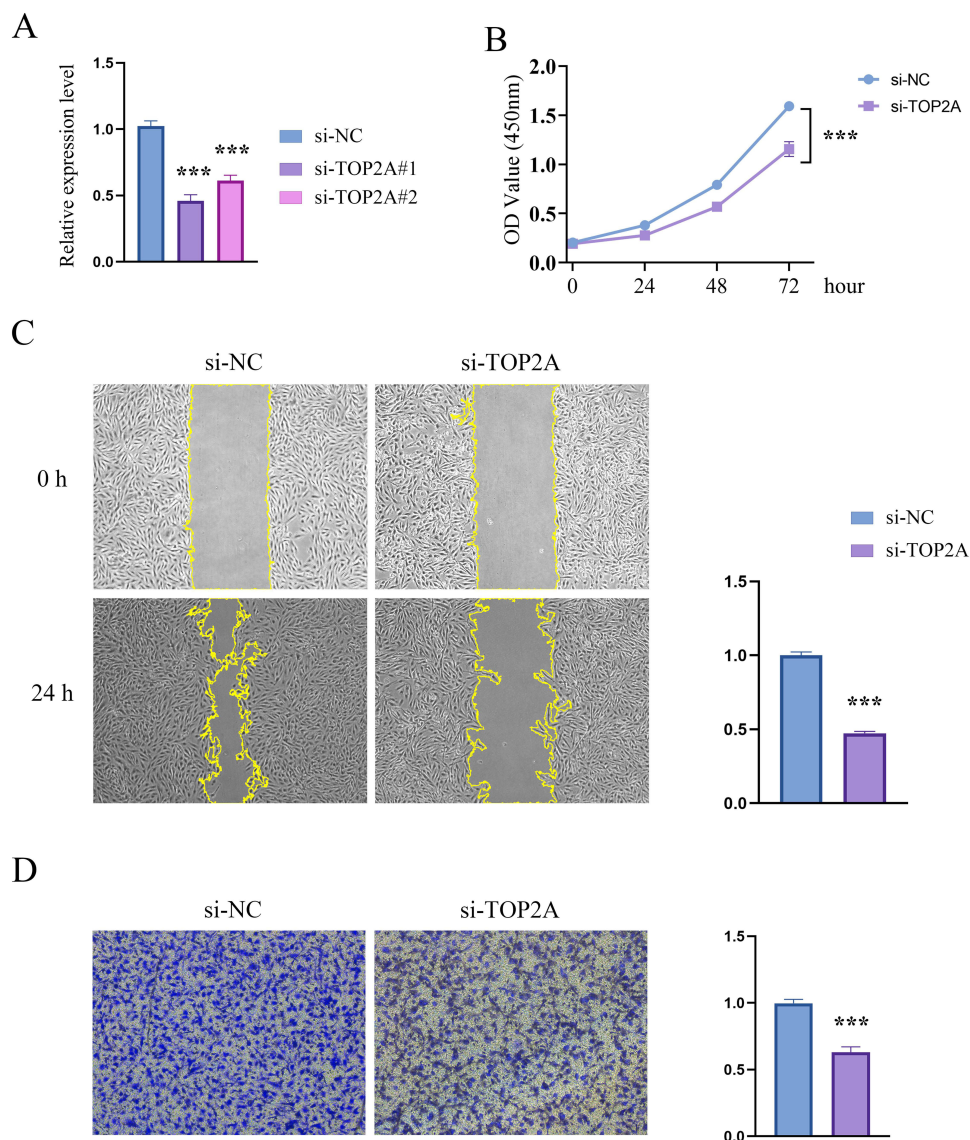 A
Relative expression level
1.5
1.0
0.5
0.0
***
***
si-NC
si-TOP2A#1
si-TOP2A#2
B
OD Value (450nm)
2.0
1.5
1.0
0.5
0.0
0
24
48
72
hour
si-NC
si-TOP2A
***
C
si-NC
si-TOP2A
0 h
24 h
si-NC
si-TOP2A
1.5
1.0
0.5
0.0
***
D
si-NC
si-TOP2A
1.5
1.0
0.5
0.0
***